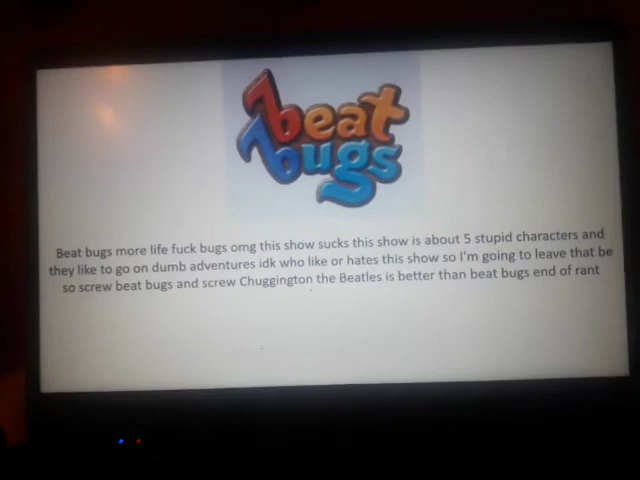 beat
bugs
Beat bugs more life fuck bugs omg this show sucks this show is about 5 stupid characters and
they like to go on dumb adventures idk who like or hates this show so I'm going to leave that be
so screw beat bugs and screw Chuggington the Beatles is better than beat bugs end of rant